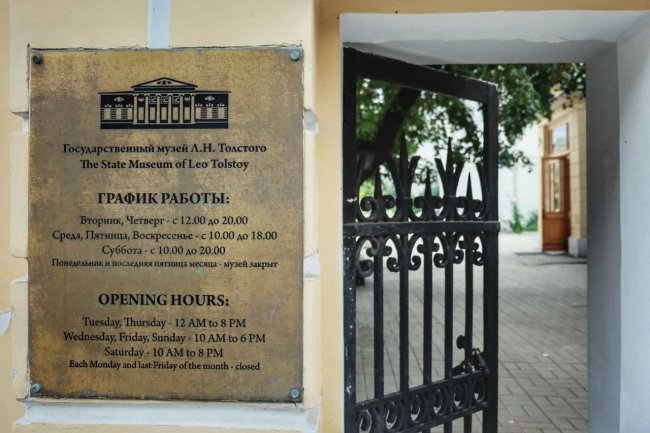 Государственный музей Л.Н. Толстого
The State Museum of Leo Tolstoy
ГРАФИК РАБОТЫ:
Вторник, Четверг - с 12.00 до 20.00
Среда, Пятница, Воскресенье - с 10.00 до 18.00
Суббота - с 10.00 до 20.00
Понедельник и последняя пятница месяца - музей закрыт
OPENING HOURS:
Tuesday, Thursday - 12 AM to 8 PM
Wednesday, Friday, Sunday - 10 AM to 6 PM
Saturday - 10 AM to 8 PM
Each Monday and last Friday of the month - closed